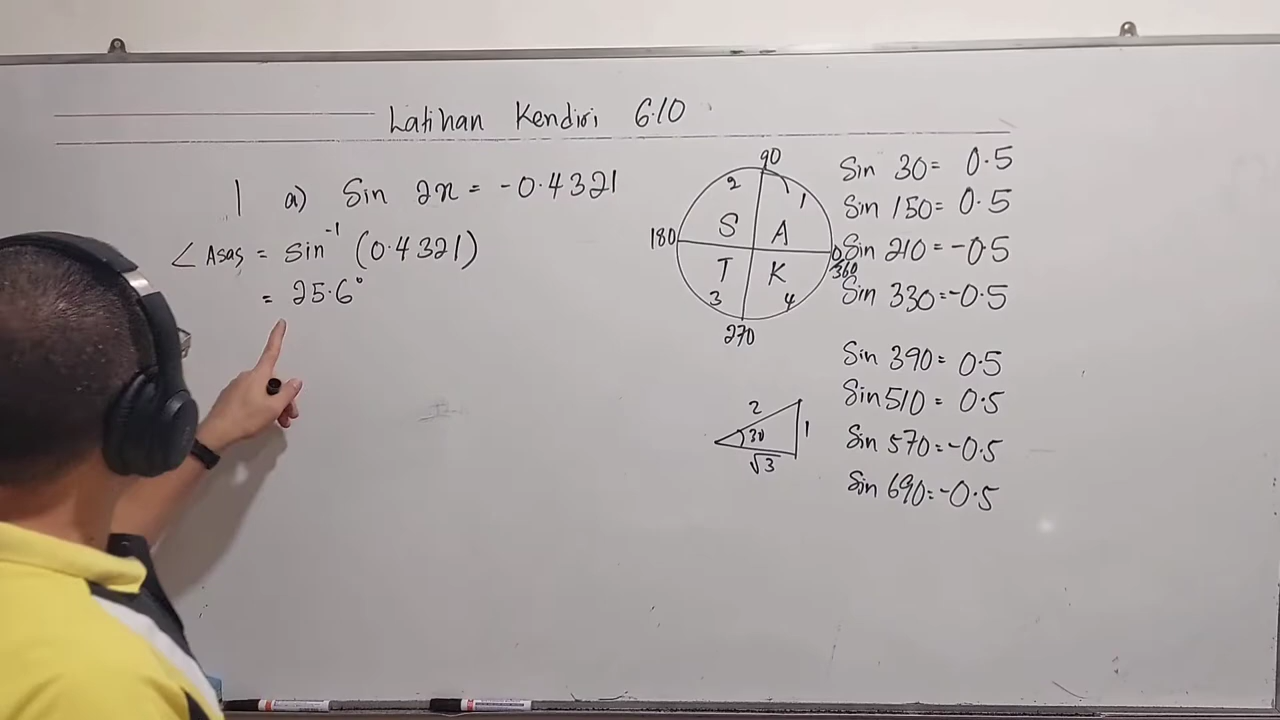 Latihan Kendiri 6.10
1 a) Sin 2x = -0.4321
∠ Asas = sin⁻¹ (0.4321)
= 25.6°
90
2 1
S A
180 0
360
T K
3 4
270
2
30 1
√3
Sin 30 = 0.5
Sin 150 = 0.5
Sin 210 = -0.5
Sin 330 = -0.5
Sin 390 = 0.5
Sin 510 = 0.5
Sin 570 = -0.5
Sin 690 = -0.5